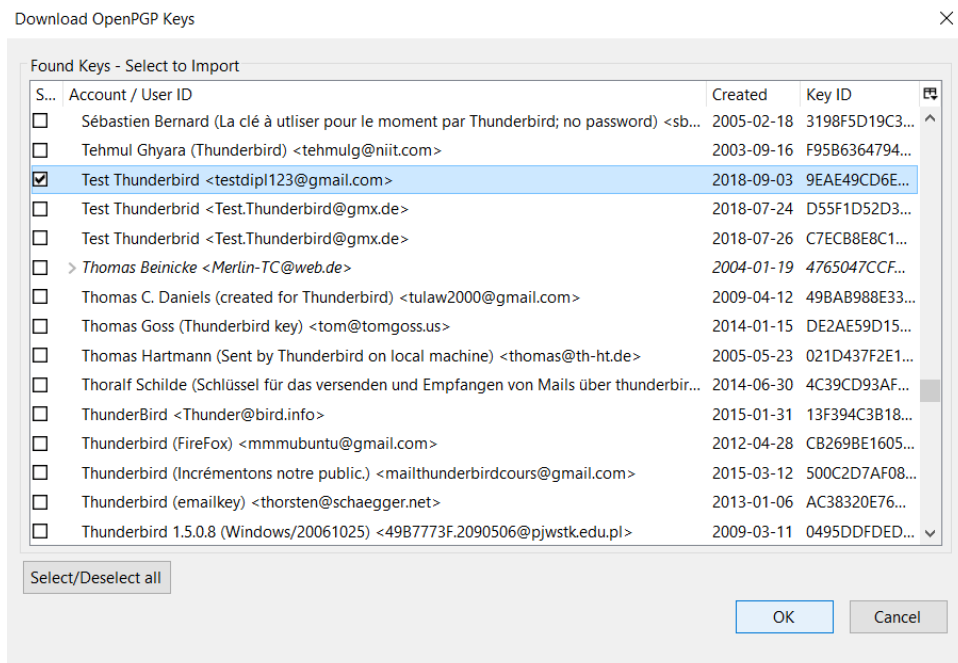 Download OpenPGP Keys
Found Keys - Select to Import
S... Account / User ID Created Key ID
Sébastien Bernard (La clé à utliser pour le moment par Thunderbird; no password) <sb... 2005-02-18 3198F5D19C3...
Tehmul Ghyara (Thunderbird) <tehmulg@niit.com> 2003-09-16 F95B6364794...
Test Thunderbird <testdipl123@gmail.com> 2018-09-03 9EAE49CD6E...
Test Thunderbrid <Test.Thunderbird@gmx.de> 2018-07-24 D55F1D52D3...
Test Thunderbrid <Test.Thunderbird@gmx.de> 2018-07-26 C7ECB8E8C1...
Thomas Beinicke <Merlin-TC@web.de> 2004-01-19 4765047CCF...
Thomas C. Daniels (created for Thunderbird) <tulaw2000@gmail.com> 2009-04-12 49BAB988E33...
Thomas Goss (Thunderbird key) <tom@tomgoss.us> 2014-01-15 DE2AE59D15...
Thomas Hartmann (Sent by Thunderbird on local machine) <thomas@th-ht.de> 2005-05-23 021D437F2E1...
Thoralf Schilde (Schlüssel für das versenden und Empfangen von Mails über thunderbir... 2014-06-30 4C39CD93AF...
ThunderBird <Thunder@bird.info> 2015-01-31 13F394C3B18...
Thunderbird (FireFox) <mmmubuntu@gmail.com> 2012-04-28 CB269BE1605...
Thunderbird (Incrémentons notre public.) <mailthunderbirdcours@gmail.com> 2015-03-12 500C2D7AF08...
Thunderbird (emailkey) <thorsten@schaegger.net> 2013-01-06 AC38320E76...
Thunderbird 1.5.0.8 (Windows/20061025) <49B7773F.2090506@pjwstk.edu.pl> 2009-03-11 0495DDFDED...
Select/Deselect all
OK Cancel